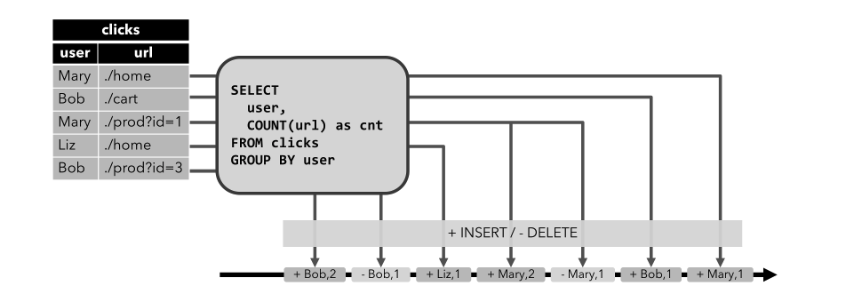 clicks
user url
Mary ./home
Bob ./cart
Mary ./prod?id=1
Liz ./home
Bob ./prod?id=3
SELECT
user,
COUNT(url) as cnt
FROM clicks
GROUP BY user
+ INSERT / - DELETE
+ Bob,2 - Bob,1 + Liz,1 + Mary,2 - Mary,1 + Bob,1 + Mary,1